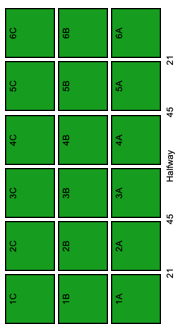 6C 6B 6A
21
5C 5B 5A
45
4C 4B 4A
Halfway
3C 3B 3A
45
2C 2B 2A
21
1C 1B 1A